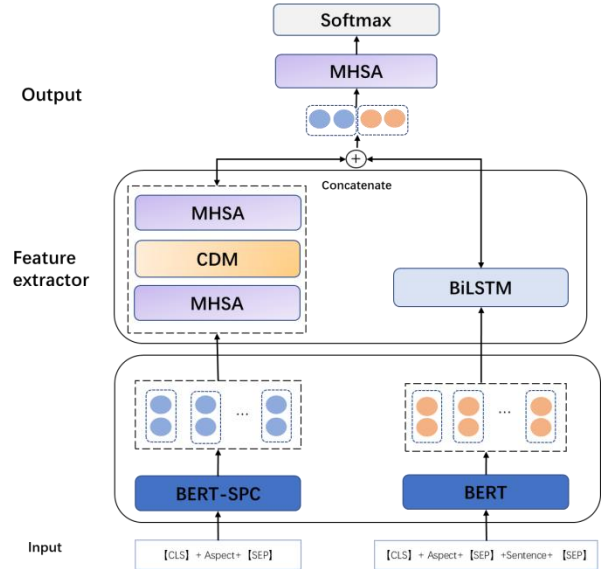 Softmax
MHSA
Output
Concatenate
MHSA
CDM
MHSA
Feature
extractor
BiLSTM
...
...
BERT-SPC
BERT
Input
【CLS】 + Aspect+ 【SEP】
【CLS】 + Aspect+ 【SEP】 +Sentence+ 【SEP】